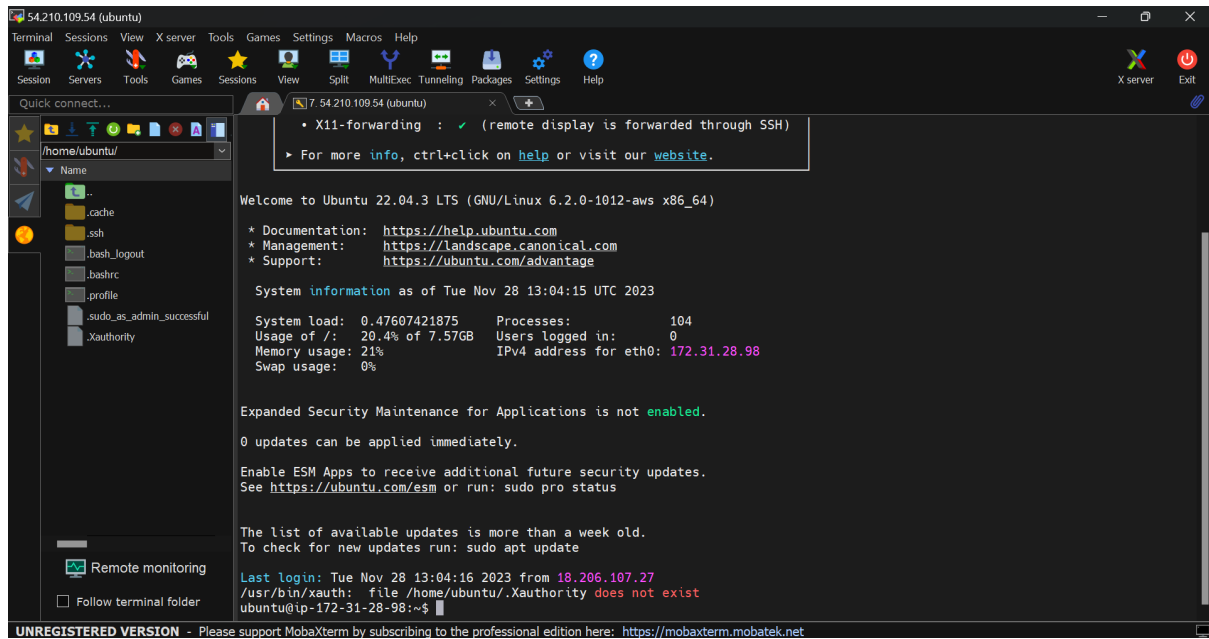 54.210.109.54 (ubuntu)
Terminal Sessions View X server Tools Games Settings Macros Help
Session Servers Tools Games Sessions View Split MultiExec Tunneling Packages Settings Help X server Exit
Quick connect...
7. 54.210.109.54 (ubuntu)
/home/ubuntu/
Name
..
.cache
.ssh
.bash_logout
.bashrc
.profile
.sudo_as_admin_successful
.Xauthority
Remote monitoring
Follow terminal folder
• X11-forwarding : ✓ (remote display is forwarded through SSH)
➤ For more info, ctrl+click on help or visit our website.
Welcome to Ubuntu 22.04.3 LTS (GNU/Linux 6.2.0-1012-aws x86_64)
* Documentation: https://help.ubuntu.com
* Management: https://landscape.canonical.com
* Support: https://ubuntu.com/advantage
System information as of Tue Nov 28 13:04:15 UTC 2023
System load: 0.47607421875 Processes: 104
Usage of /: 20.4% of 7.57GB Users logged in: 0
Memory usage: 21% IPv4 address for eth0: 172.31.28.98
Swap usage: 0%
Expanded Security Maintenance for Applications is not enabled.
0 updates can be applied immediately.
Enable ESM Apps to receive additional future security updates.
See https://ubuntu.com/esm or run: sudo pro status
The list of available updates is more than a week old.
To check for new updates run: sudo apt update
Last login: Tue Nov 28 13:04:16 2023 from 18.206.107.27
/usr/bin/xauth: file /home/ubuntu/.Xauthority does not exist
ubuntu@ip-172-31-28-98:~$
UNREGISTERED VERSION - Please support MobaXterm by subscribing to the professional edition here: https://mobaxterm.mobatek.net